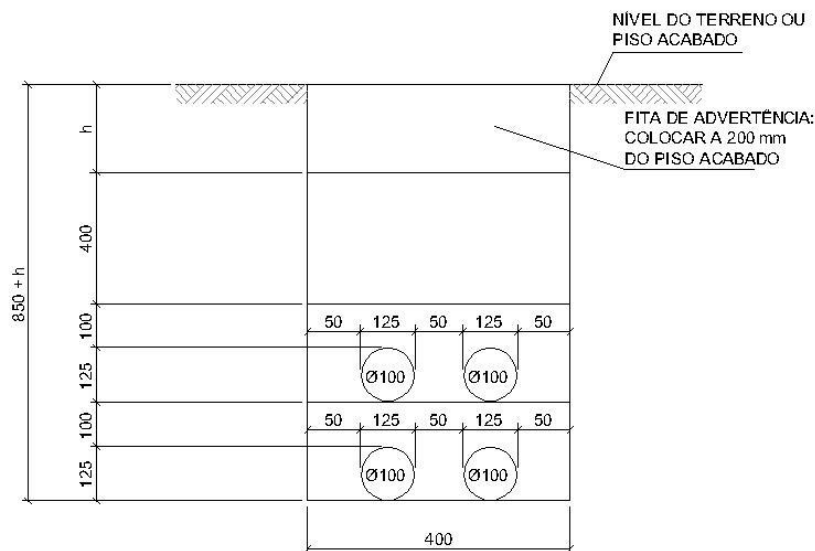 NÍVEL DO TERRENO OU
PISO ACABADO
FITA DE ADVERTÊNCIA:
COLOCAR A 200 mm
DO PISO ACABADO
h
400
850 + h
100
50 125 50 125 50
125
Ø100 Ø100
100
50 125 50 125 50
125
Ø100 Ø100
400